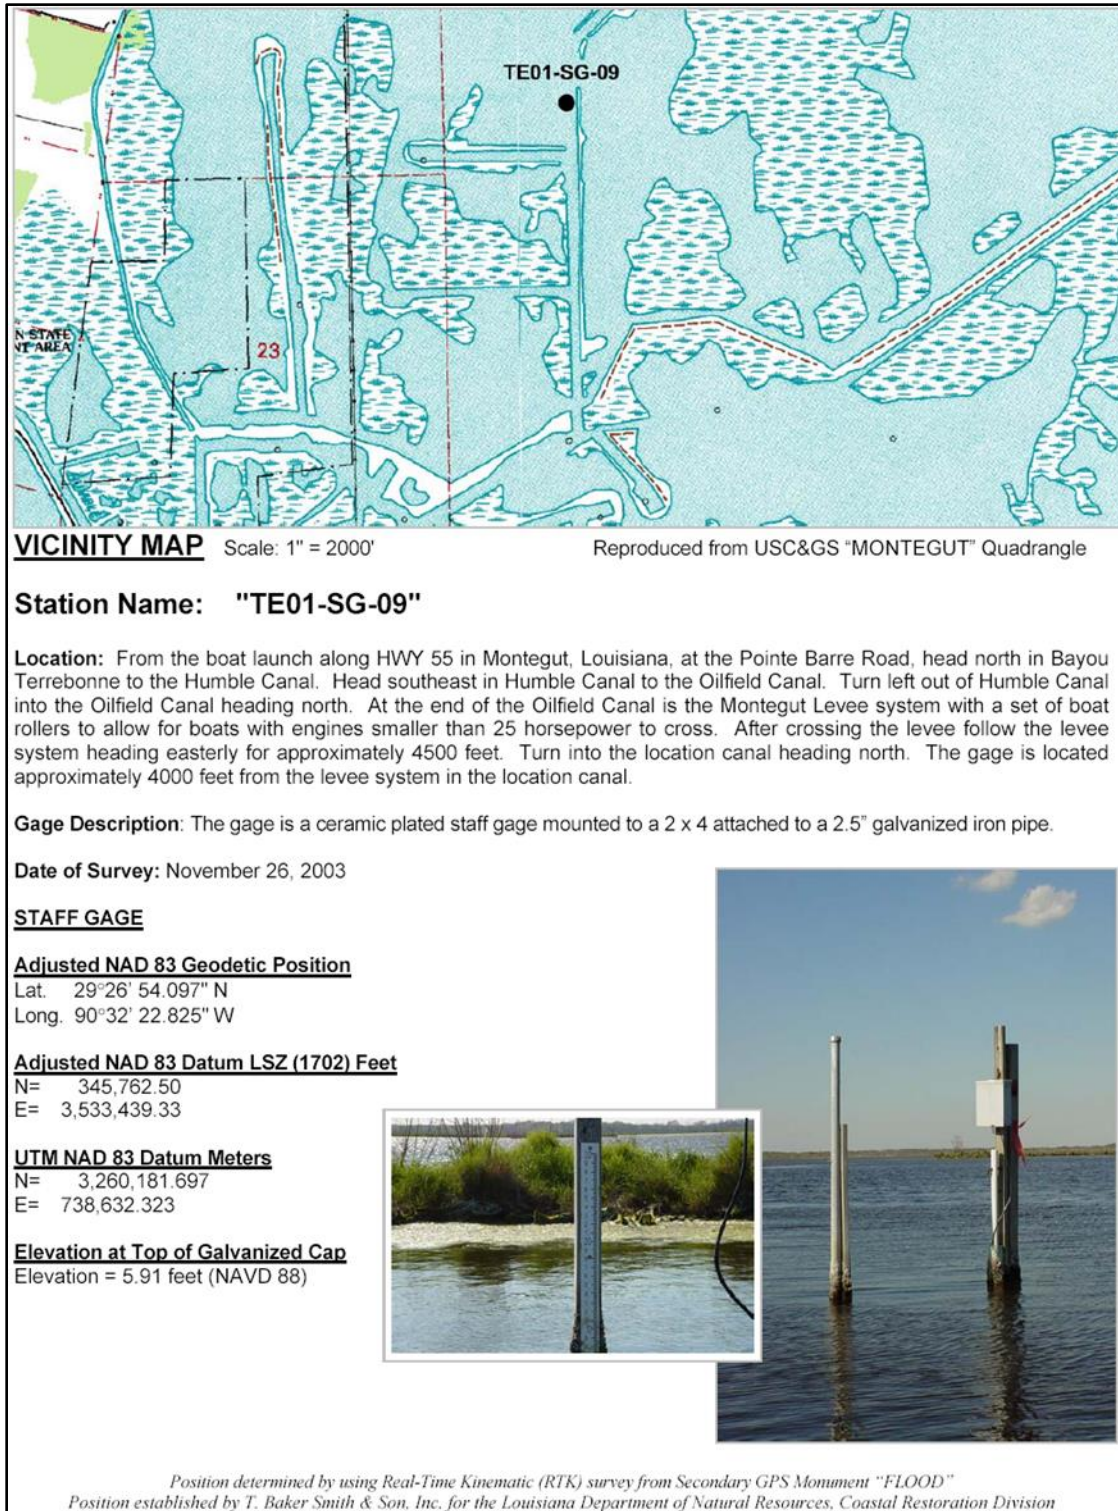 TE01-SG-09
N STATE
NT AREA
23
VICINITY MAP Scale: 1" = 2000' Reproduced from USC&GS "MONTEGUT" Quadrangle
Station Name: "TE01-SG-09"
Location: From the boat launch along HWY 55 in Montegut, Louisiana, at the Pointe Barre Road, head north in Bayou
Terrebonne to the Humble Canal. Head southeast in Humble Canal to the Oilfield Canal. Turn left out of Humble Canal
into the Oilfield Canal heading north. At the end of the Oilfield Canal is the Montegut Levee system with a set of boat
rollers to allow for boats with engines smaller than 25 horsepower to cross. After crossing the levee follow the levee
system heading easterly for approximately 4500 feet. Turn into the location canal heading north. The gage is located
approximately 4000 feet from the levee system in the location canal.
Gage Description: The gage is a ceramic plated staff gage mounted to a 2 x 4 attached to a 2.5" galvanized iron pipe.
Date of Survey: November 26, 2003
STAFF GAGE
Adjusted NAD 83 Geodetic Position
Lat. 29°26' 54.097" N
Long. 90°32' 22.825" W
Adjusted NAD 83 Datum LSZ (1702) Feet
N= 345,762.50
E= 3,533,439.33
UTM NAD 83 Datum Meters
N= 3,260,181.697
E= 738,632.323
Elevation at Top of Galvanized Cap
Elevation = 5.91 feet (NAVD 88)
Position determined by using Real-Time Kinematic (RTK) survey from Secondary GPS Monument "FLOOD"
Position established by T. Baker Smith & Son, Inc. for the Louisiana Department of Natural Resources, Coastal Restoration Division